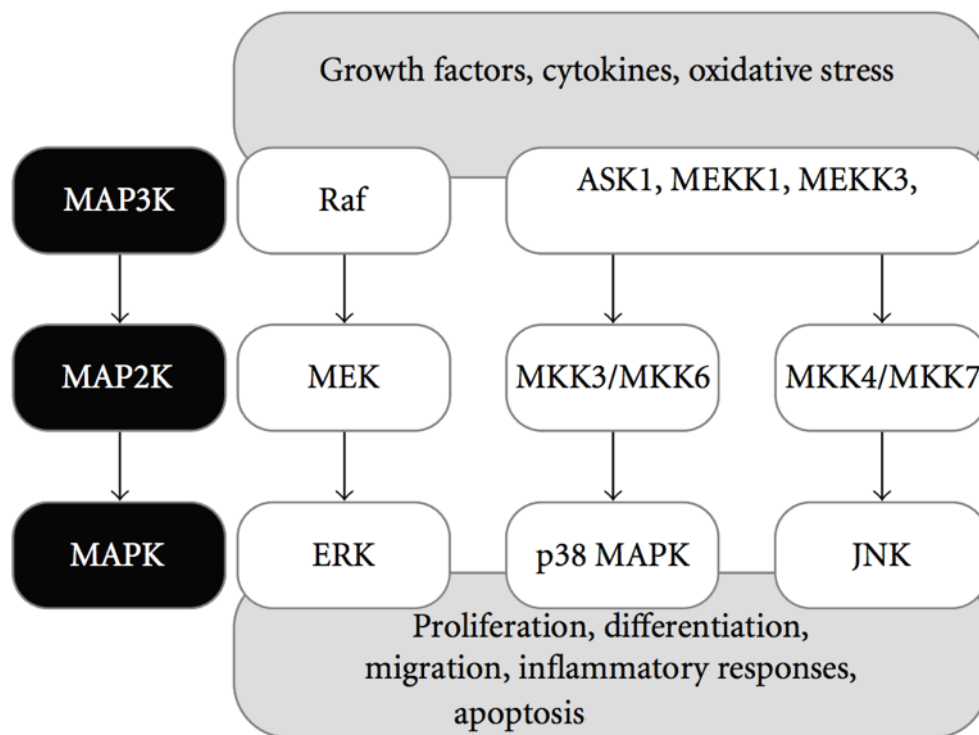 Growth factors, cytokines, oxidative stress
MAP3K
Raf
ASK1, MEKK1, MEKK3,
MAP2K
MEK
MKK3/MKK6
MKK4/MKK7
MAPK
ERK
p38 MAPK
JNK
Proliferation, differentiation,
migration, inflammatory responses,
apoptosis